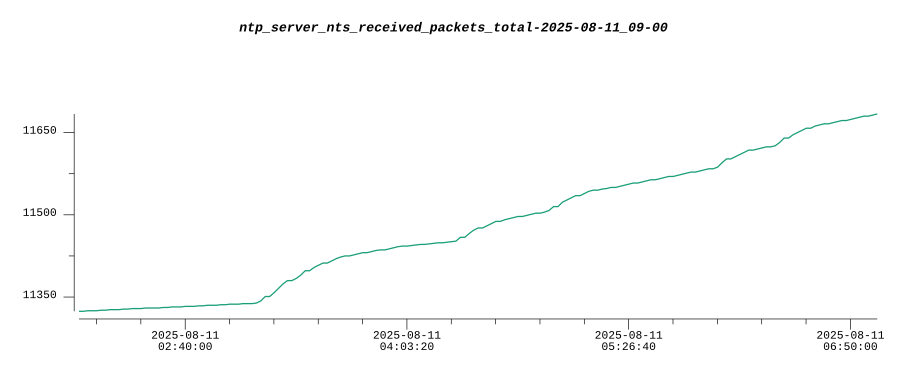 ntp_server_nts_received_packets_total-2025-08-11_09-00
11650
11500
11350
2025-08-11 2025-08-11 2025-08-11 2025-08-11
02:40:00 04:03:20 05:26:40 06:50:00